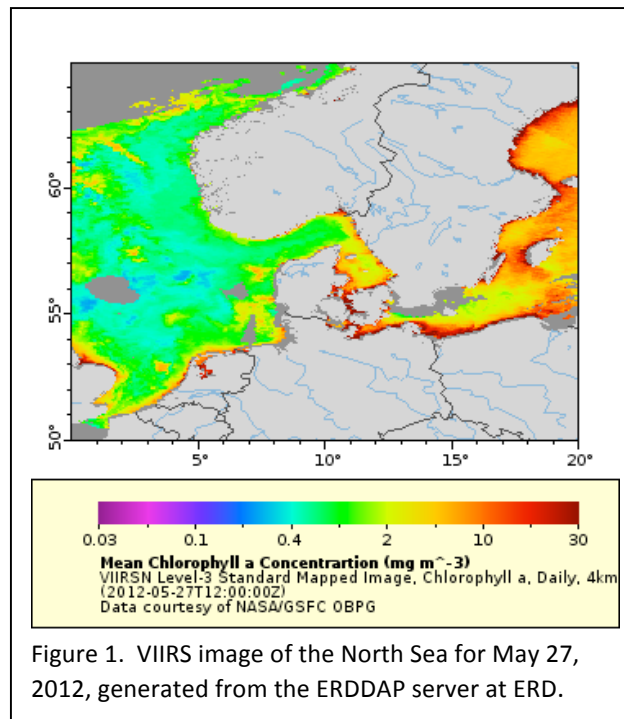 60°
55°
50°
5°
10°
15°
20°
0.03
0.1
0.4
2
10
30
Mean Chlorophyll a Concentrartion (mg m^-3)
VIIRSN Level-3 Standard Mapped Image, Chlorophyll a, Daily, 4km
(2012-05-27T12:00:00Z)
Data courtesy of NASA/GSFC OBPG
Figure 1.  VIIRS image of the North Sea for May 27,
2012, generated from the ERDDAP server at ERD.